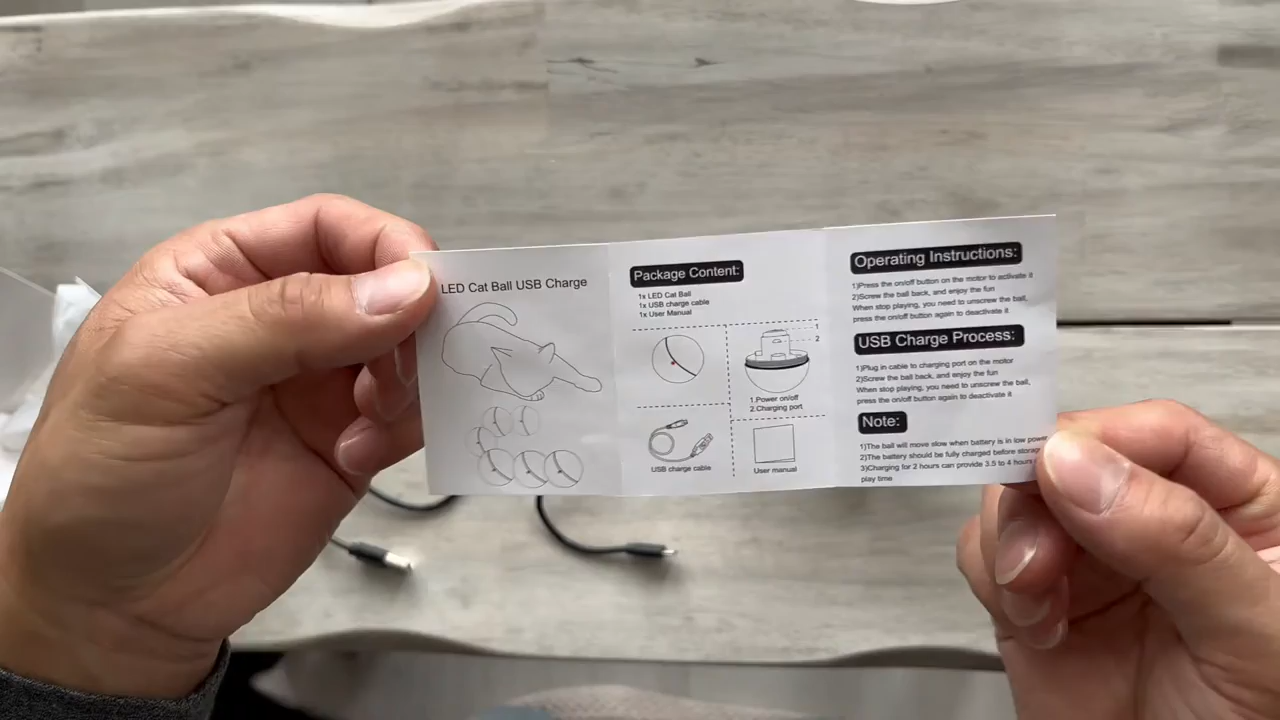 LED Cat Ball USB Charge
Package Content:
1x LED Cat Ball
1x USB charge cable
1x User Manual
1
2
1.Power on/off
2.Charging port
USB charge cable
User manual
Operating Instructions:
1)Press the on/off button on the motor to activate it
2)Screw the ball back, and enjoy the fun
When stop playing, you need to unscrew the ball,
press the on/off button again to deactivate it
USB Charge Process:
1)Plug in cable to charging port on the motor
2)Screw the ball back, and enjoy the fun
When stop playing, you need to unscrew the ball,
press the on/off button again to deactivate it
Note:
1)The ball will move slow when battery is in low power
2)The battery should be fully charged before storage
3)Charging for 2 hours can provide 3.5 to 4 hours
play time